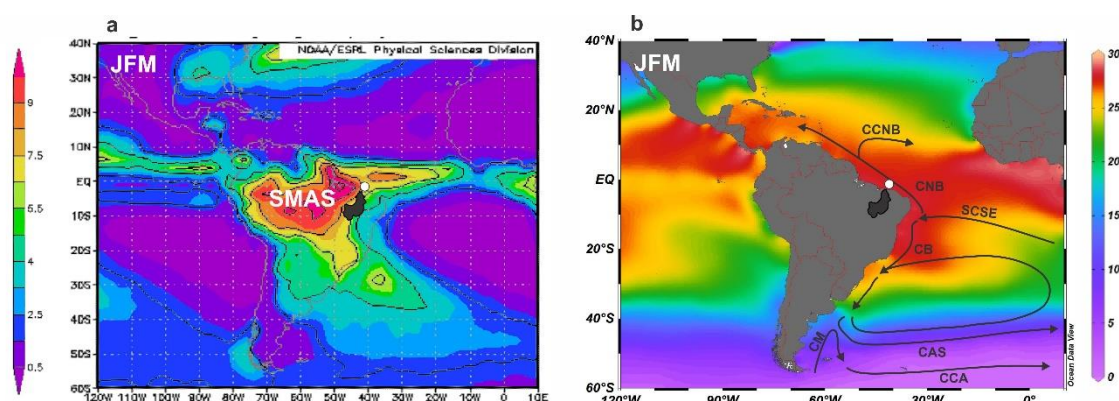 a
NOAA/ESRL Physical Sciences Division
JFM
SMAS
9
7.5
6.5
4
2.5
0.5
40N
30N
20N
10N
EQ
10S
20S
30S
40S
50S
60S
120W 110W 100W 90W 80W 70W 60W 50W 40W 30W 20W 10W 0 10E
b
JFM
CCNB
CNB
SCSE
CB
CM
CAS
CCA
40°N
20°N
EQ
20°S
40°S
60°S
120°W 100°W 60°W 20°W 0°
Ocean Data View
30
25
20
15
10
5
0